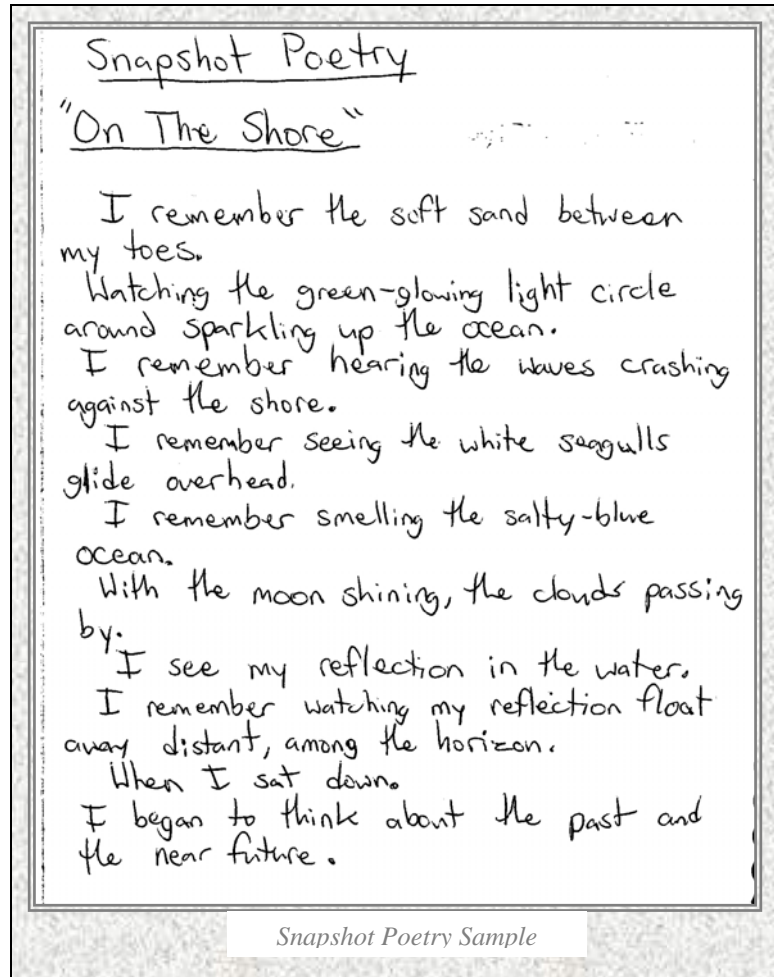 Snapshot Poetry
"On The Shore"
I remember the soft sand between
my toes.
Watching the green-glowing light circle
around sparkling up the ocean.
I remember hearing the waves crashing
against the shore.
I remember seeing the white seagulls
glide overhead.
I remember smelling the salty-blue
ocean.
With the moon shining, the clouds passing
by.
I see my reflection in the water.
I remember watching my reflection float
away distant, among the horizon.
When I sat down.
I began to think about the past and
the near future.
Snapshot Poetry Sample